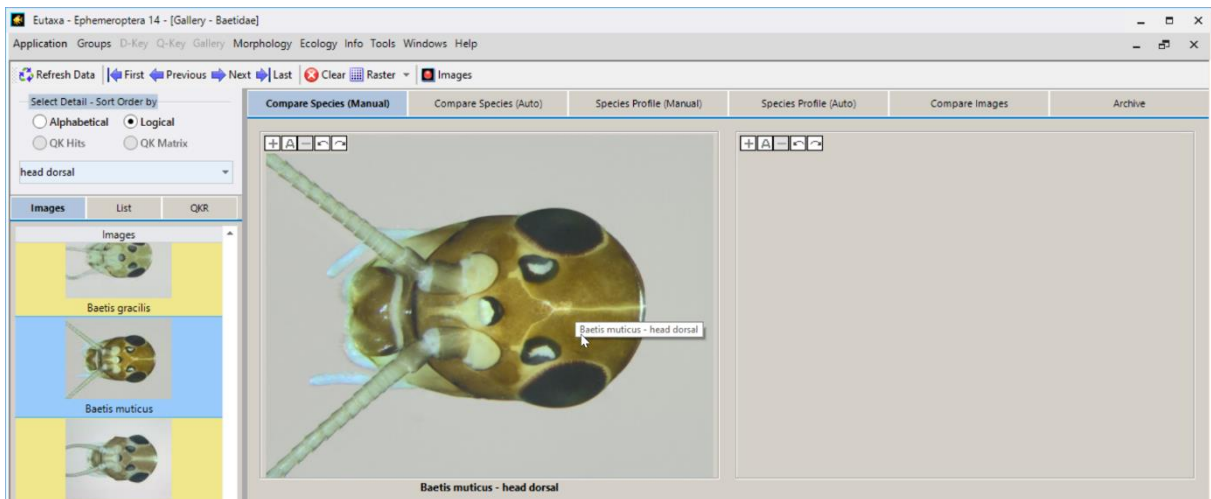 Eutaxa - Ephemeroptera 14 - [Gallery - Baetidae]
Application Groups D-Key Q-Key Gallery Morphology Ecology Info Tools Windows Help
Refresh Data First Previous Next Last Clear Raster Images
Select Detail - Sort Order by
Alphabetical Logical
QK Hits QK Matrix
head dorsal
Images List QKR
Images
Baetis gracilis
Baetis muticus
Compare Species (Manual) Compare Species (Auto) Species Profile (Manual) Species Profile (Auto) Compare Images Archive
A
A
Baetis muticus - head dorsal
Baetis muticus - head dorsal